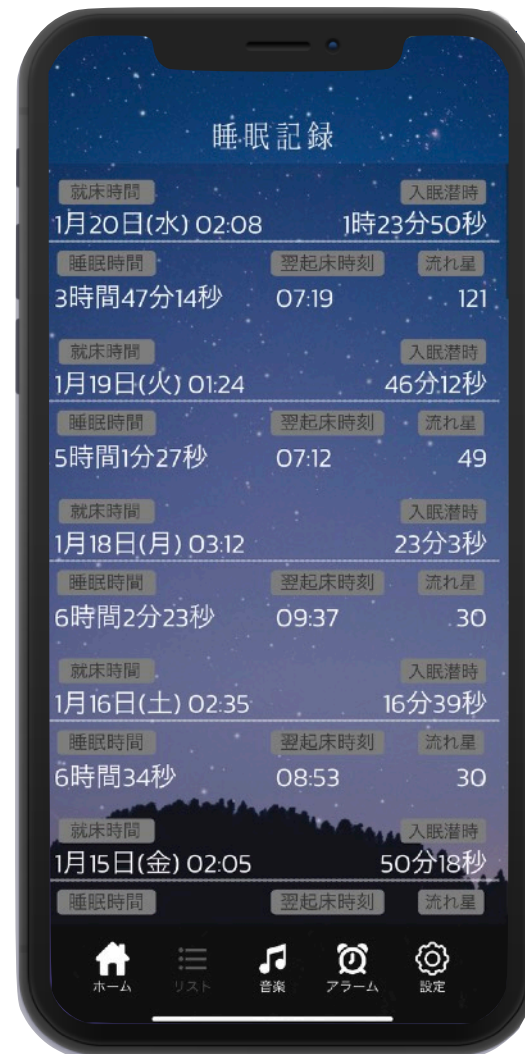 睡眠記録
就床時間 入眠潜時
1月20日(水) 02:08 1時23分50秒
睡眠時間 翌起床時刻 流れ星
3時間47分14秒 07:19 121
就床時間 入眠潜時
1月19日(火) 01:24 46分12秒
睡眠時間 翌起床時刻 流れ星
5時間1分27秒 07:12 49
就床時間 入眠潜時
1月18日(月) 03:12 23分3秒
睡眠時間 翌起床時刻 流れ星
6時間2分23秒 09:37 30
就床時間 入眠潜時
1月16日(土) 02:35 16分39秒
睡眠時間 翌起床時刻 流れ星
6時間34秒 08:53 30
就床時間 入眠潜時
1月15日(金) 02:05 50分18秒
睡眠時間 翌起床時刻 流れ星
ホーム リスト 音楽 アラーム 設定